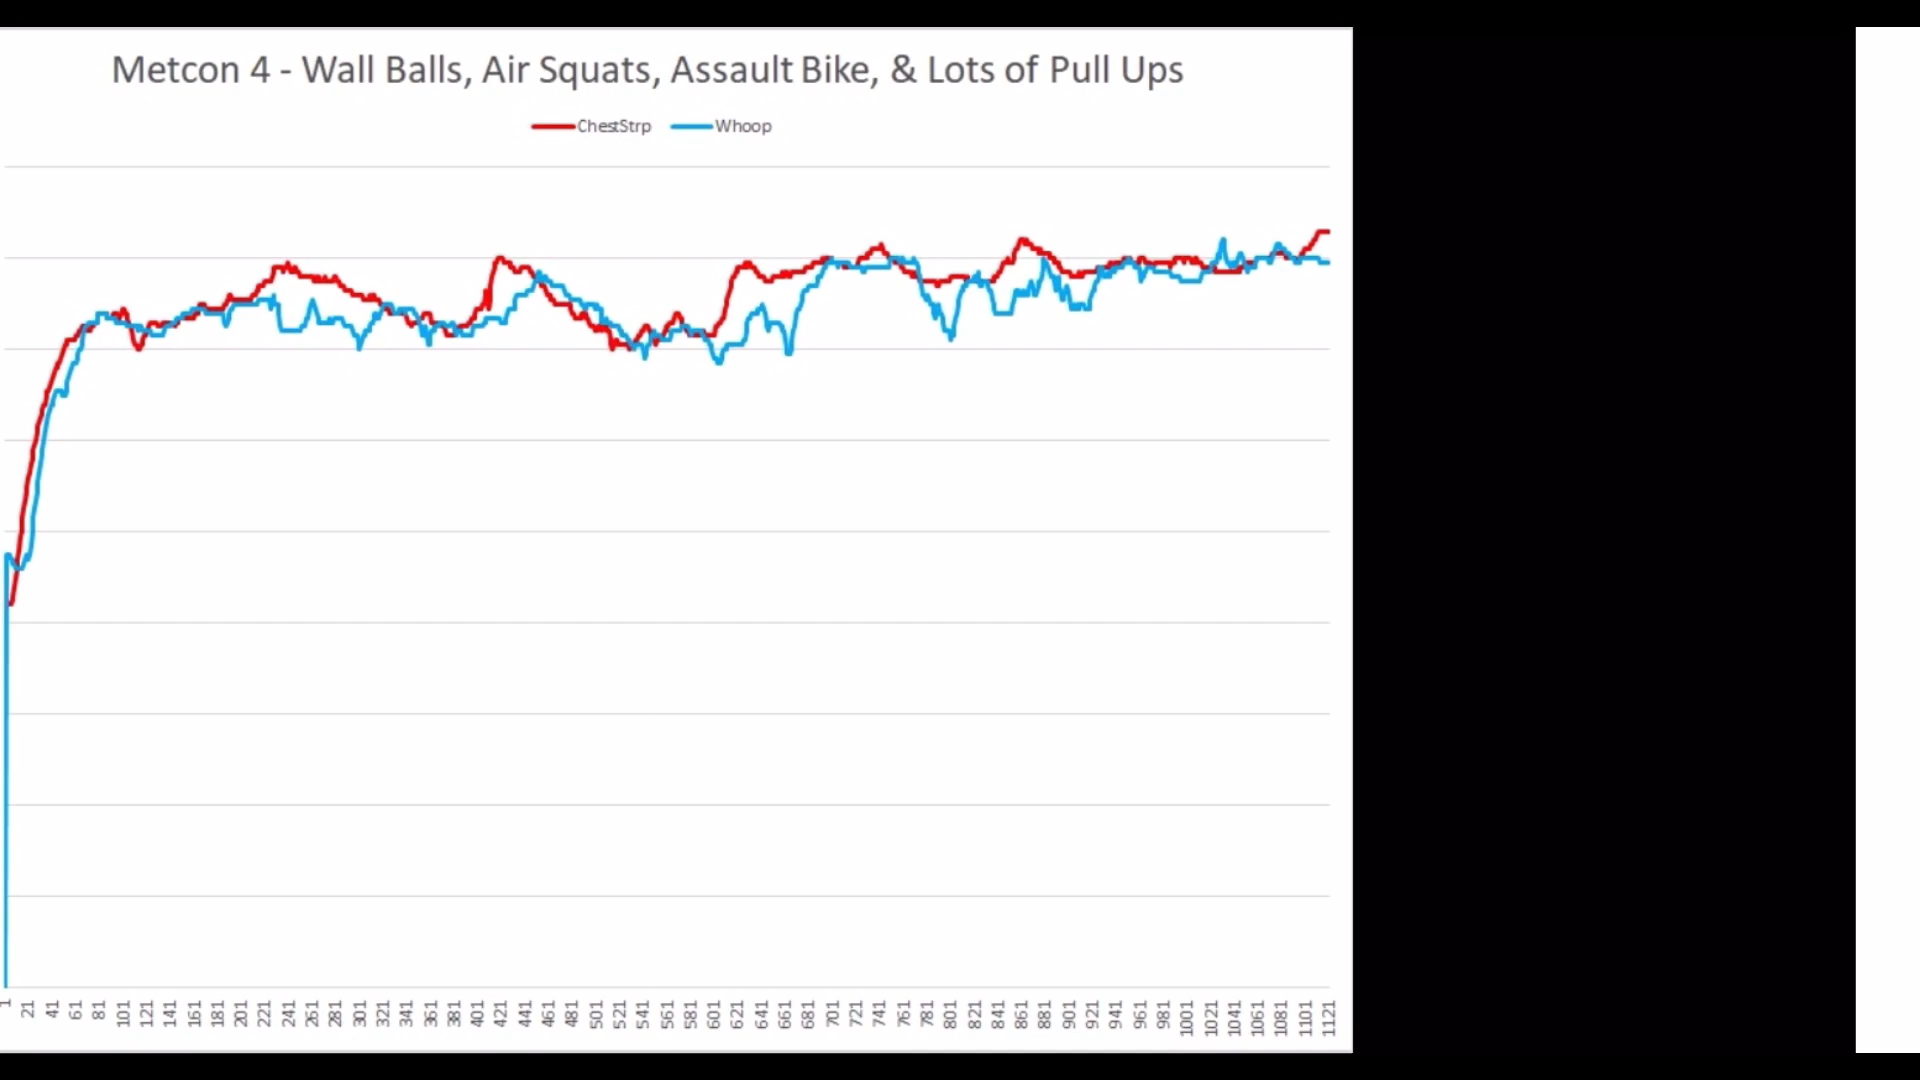 Metcon 4 - Wall Balls, Air Squats, Assault Bike, & Lots of Pull Ups
ChestStrp Whoop
1 21 41 61 81 101 121 141 161 181 201 221 241 261 281 301 321 341 361 381 401 421 441 461 481 501 521 541 561 581 601 621 641 661 681 701 721 741 761 781 801 821 841 861 881 901 921 941 961 981 1001 1021 1041 1061 1081 1101 1121